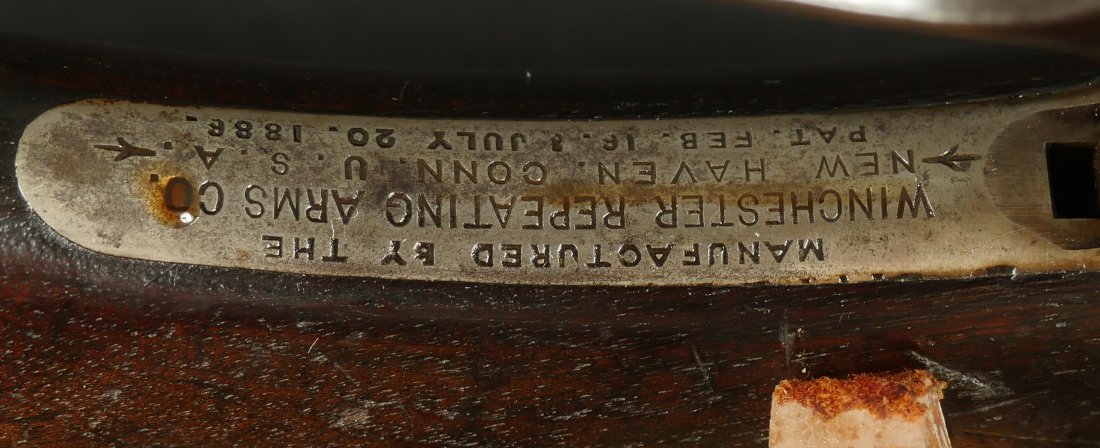 MANUFACTURED BY THE
WINCHESTER REPEATING ARMS CO.
NEW HAVEN. CONN. U. S. A.
PAT. FEB. 16. & JULY 20. 1886.